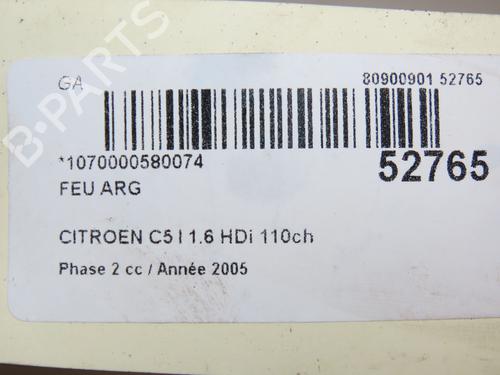 GA
80900901 52765
*1070000580074
52765
FEU ARG
CITROEN C5 I 1.6 HDi 110ch
Phase 2 cc / Année 2005
B-PARTS